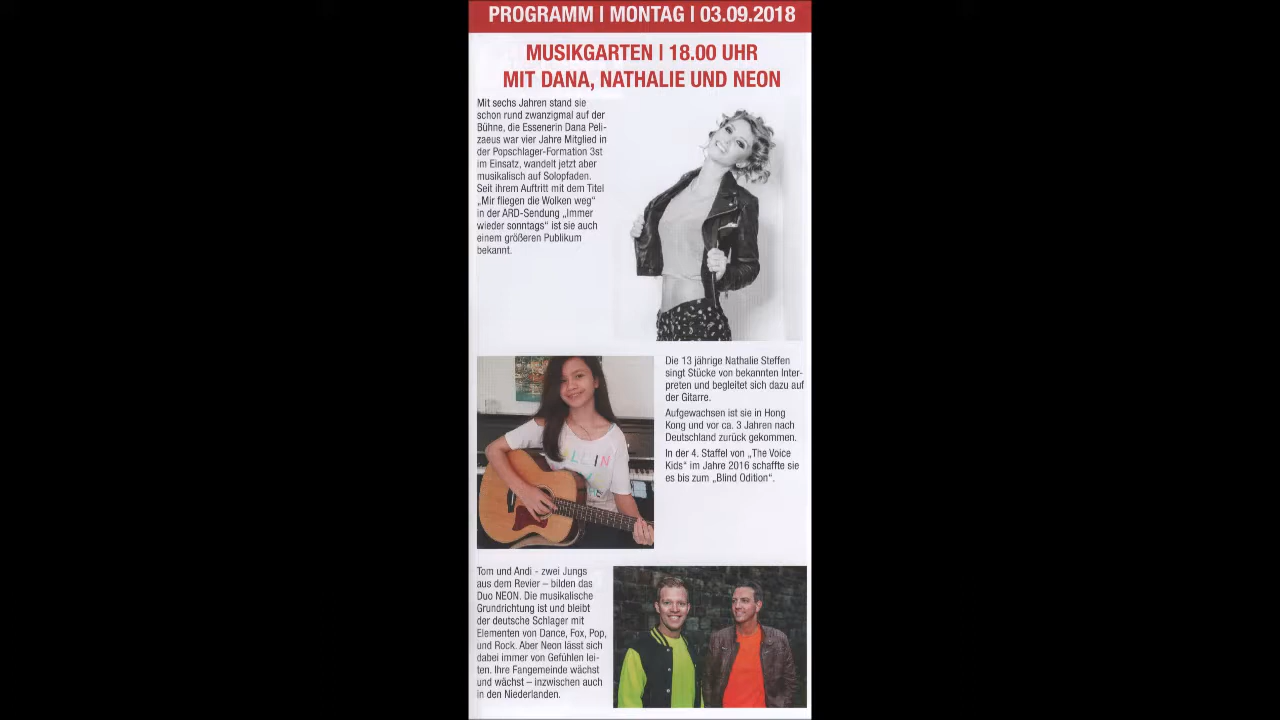 PROGRAMM | MONTAG | 03.09.2018
MUSIKGARTEN | 18.00 UHR
MIT DANA, NATHALIE UND NEON
Mit sechs Jahren stand sie
schon rund zwanzigmal auf der
Bühne, die Essenerin Dana Peli-
zaeus war vier Jahre Mitglied in
der Popschlager-Formation 3st
im Einsatz, wandelt jetzt aber
musikalisch auf Solopfaden.
Seit ihrem Auftritt mit dem Titel
„Mir fliegen die Wolken weg“
in der ARD-Sendung „Immer
wieder sonntags“ ist sie auch
einem größeren Publikum
bekannt.
Die 13 jährige Nathalie Steffen
singt Stücke von bekannten Inter-
preten und begleitet sich dazu auf
der Gitarre.
Aufgewachsen ist sie in Hong
Kong und vor ca. 3 Jahren nach
Deutschland zurück gekommen.
In der 4. Staffel von „The Voice
Kids“ im Jahre 2016 schaffte sie
es bis zum „Blind Odition“.
Tom und Andi - zwei Jungs
aus dem Revier – bilden das
Duo NEON. Die musikalische
Grundrichtung ist und bleibt
der deutsche Schlager mit
Elementen von Dance, Fox, Pop,
und Rock. Aber Neon lässt sich
dabei immer von Gefühlen lei-
ten. Ihre Fangemeinde wächst
und wächst – inzwischen auch
in den Niederlanden.